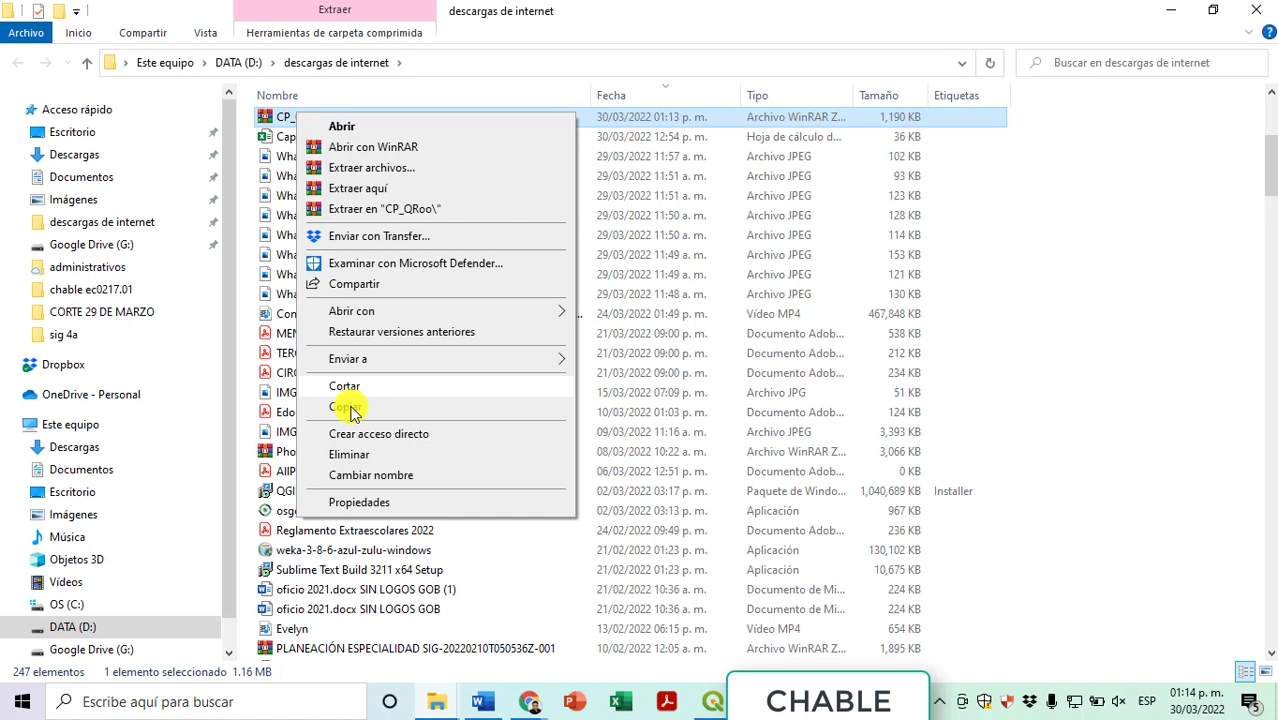 Extraer
descargas de internet
Archivo
Inicio
Compartir
Vista
Herramientas de carpeta comprimida
Este equipo
DATA (D:)
descargas de internet
Buscar en descargas de internet
Acceso rápido
Escritorio
Descargas
Documentos
Imágenes
descargas de internet
Google Drive (G:)
administrativos
chable ec0217.01
CORTE 29 DE MARZO
sig 4a
Dropbox
OneDrive - Personal
Este equipo
Descargas
Documentos
Escritorio
Imágenes
Música
Objetos 3D
Vídeos
OS (C:)
DATA (D:)
Google Drive (G:)
Nombre Fecha Tipo Tamaño Etiquetas
30/03/2022 01:13 p. m. Archivo WinRAR Z... 1,190 KB
30/03/2022 12:54 p. m. Hoja de cálculo d... 36 KB
29/03/2022 11:57 a. m. Archivo JPEG 102 KB
29/03/2022 11:51 a. m. Archivo JPEG 93 KB
29/03/2022 11:51 a. m. Archivo JPEG 123 KB
29/03/2022 11:50 a. m. Archivo JPEG 128 KB
29/03/2022 11:50 a. m. Archivo JPEG 114 KB
29/03/2022 11:49 a. m. Archivo JPEG 153 KB
29/03/2022 11:49 a. m. Archivo JPEG 121 KB
29/03/2022 11:48 a. m. Archivo JPEG 130 KB
24/03/2022 01:49 p. m. Vídeo MP4 467,848 KB
21/03/2022 09:00 p. m. Documento Adob... 538 KB
21/03/2022 09:00 p. m. Documento Adob... 212 KB
21/03/2022 09:00 p. m. Documento Adob... 234 KB
15/03/2022 07:09 p. m. Archivo JPG 51 KB
10/03/2022 01:03 p. m. Documento Adob... 124 KB
09/03/2022 11:16 p. m. Archivo JPG 3,393 KB
08/03/2022 10:22 a. m. Archivo WinRAR Z... 3,066 KB
06/03/2022 12:51 p. m. Documento Adob... 0 KB
02/03/2022 03:17 p. m. Paquete de Windo... 1,040,689 KB Installer
02/03/2022 03:13 p. m. Aplicación 967 KB
Reglamento Extraescolares 2022 24/02/2022 09:49 p. m. Documento Adob... 236 KB
weka-3-8-6-azul-zulu-windows 21/02/2022 01:23 p. m. Aplicación 130,102 KB
Sublime Text Build 3211 x64 Setup 21/02/2022 01:23 p. m. Aplicación 10,675 KB
oficio 2021.docx SIN LOGOS GOB (1) 21/02/2022 10:36 a. m. Documento de Mi... 224 KB
oficio 2021.docx SIN LOGOS GOB 21/02/2022 10:36 a. m. Documento de Mi... 224 KB
Evelyn 13/02/2022 06:15 p. m. Vídeo MP4 654 KB
PLANEACIÓN ESPECIALIDAD SIG-20220210T050536Z-001 10/02/2022 12:05 a. m. Archivo WinRAR Z... 1,895 KB
Abrir
Abrir con WinRAR
Extraer archivos...
Extraer aquí
Extraer en "CP_QRoo\"
Enviar con Transfer...
Examinar con Microsoft Defender...
Compartir
Abrir con
Restaurar versiones anteriores
Enviar a
Cortar
Copiar
Crear acceso directo
Eliminar
Cambiar nombre
Propiedades
247 elementos 1 elemento seleccionado 1.16 MB
Escribe aquí para buscar
CHABLE
ESP
01:14 p. m.
30/03/2022
5